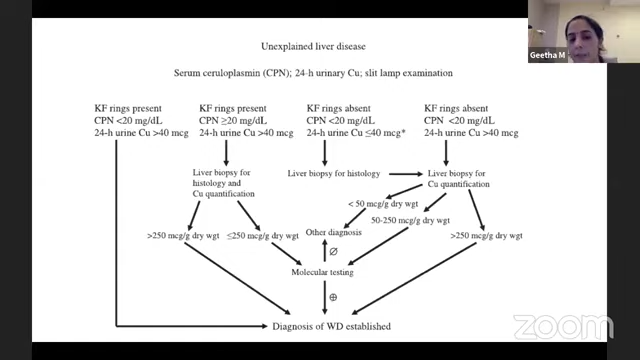 Unexplained liver disease
Serum ceruloplasmin (CPN); 24-h urinary Cu; slit lamp examination
KF rings present
CPN <20 mg/dL
24-h urine Cu >40 mcg
KF rings present
CPN ≥20 mg/dL
24-h urine Cu >40 mcg
KF rings absent
CPN <20 mg/dL
24-h urine Cu ≤40 mcg*
KF rings absent
CPN <20 mg/dL
24-h urine Cu >40 mcg
Liver biopsy for
histology and
Cu quantification
Liver biopsy for histology
Liver biopsy for
Cu quantification
< 50 mcg/g dry wgt
50-250 mcg/g dry wgt
>250 mcg/g dry wgt
≤250 mcg/g dry wgt
Other diagnosis
>250 mcg/g dry wgt
∅
Molecular testing
⊕
Diagnosis of WD established
Geetha M
zoom